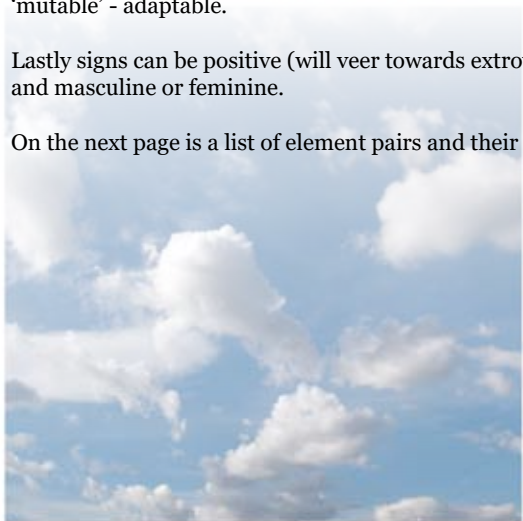 ‘mutable’ - adaptable.
Lastly signs can be positive (will veer towards extro
and masculine or feminine.
On the next page is a list of element pairs and their